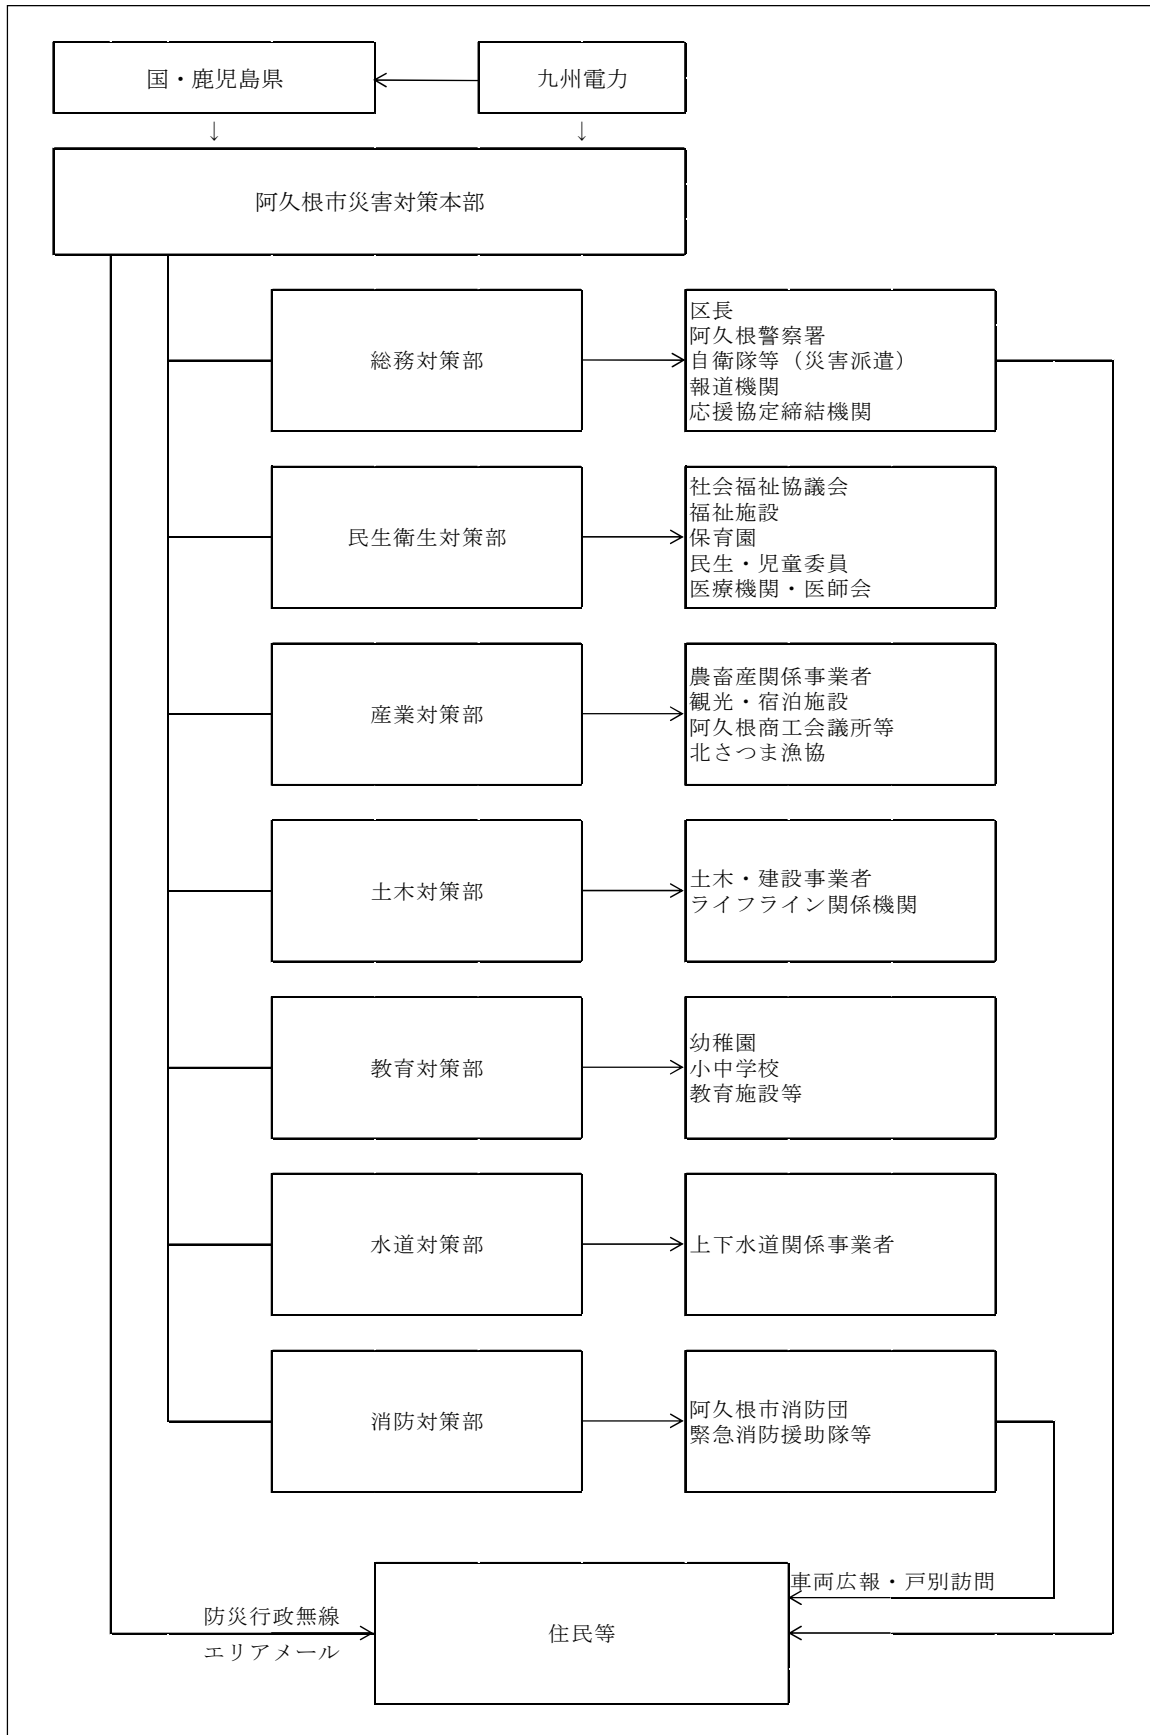 国・鹿児島県
九州電力
↓
↓
阿久根市災害対策本部
総務対策部
区長
阿久根警察署
自衛隊等（災害派遣）
報道機関
応援協定締結機関
民生衛生対策部
社会福祉協議会
福祉施設
保育園
民生・児童委員
医療機関・医師会
産業対策部
農畜産関係事業者
観光・宿泊施設
阿久根商工会議所等
北さつま漁協
土木対策部
土木・建設事業者
ライフライン関係機関
教育対策部
幼稚園
小中学校
教育施設等
水道対策部
上下水道関係事業者
消防対策部
阿久根市消防団
緊急消防援助隊等
車両広報・戸別訪問
防災行政無線
エリアメール
住民等